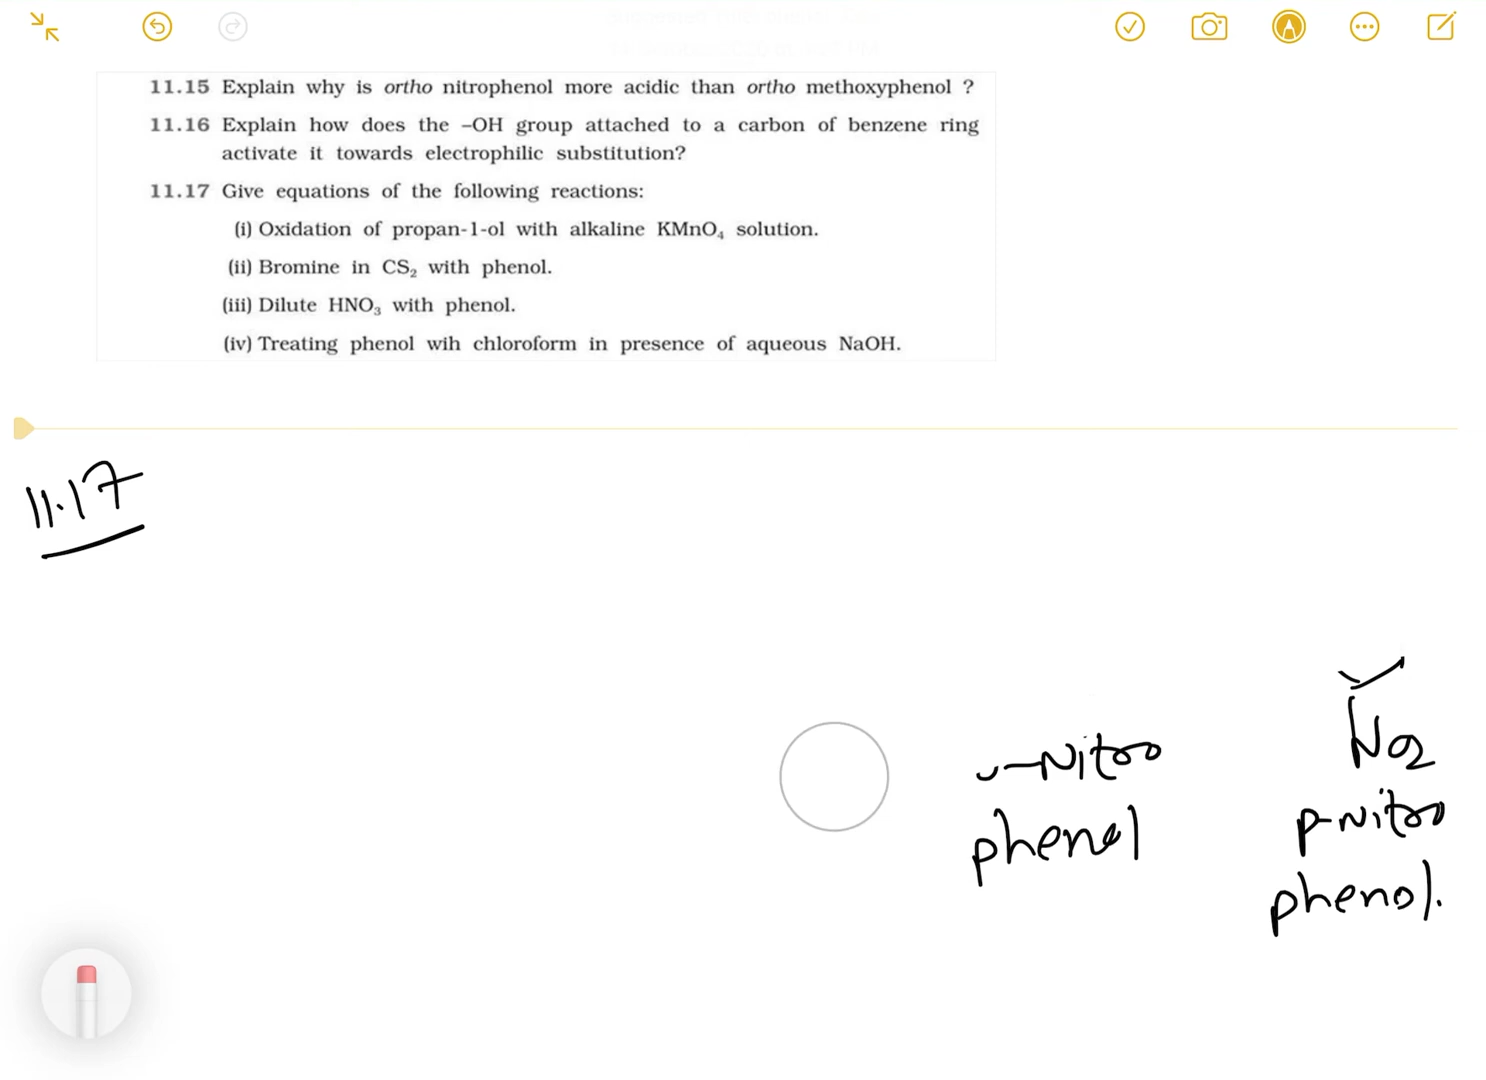 11.15 Explain why is ortho nitrophenol more acidic than ortho methoxyphenol ?
11.16 Explain how does the –OH group attached to a carbon of benzene ring
activate it towards electrophilic substitution?
11.17 Give equations of the following reactions:
(i) Oxidation of propan-1-ol with alkaline KMnO₄ solution.
(ii) Bromine in CS₂ with phenol.
(iii) Dilute HNO₃ with phenol.
(iv) Treating phenol wih chloroform in presence of aqueous NaOH.
11.17
NO2
-Nitro
p-nitro
phenol
phenol.